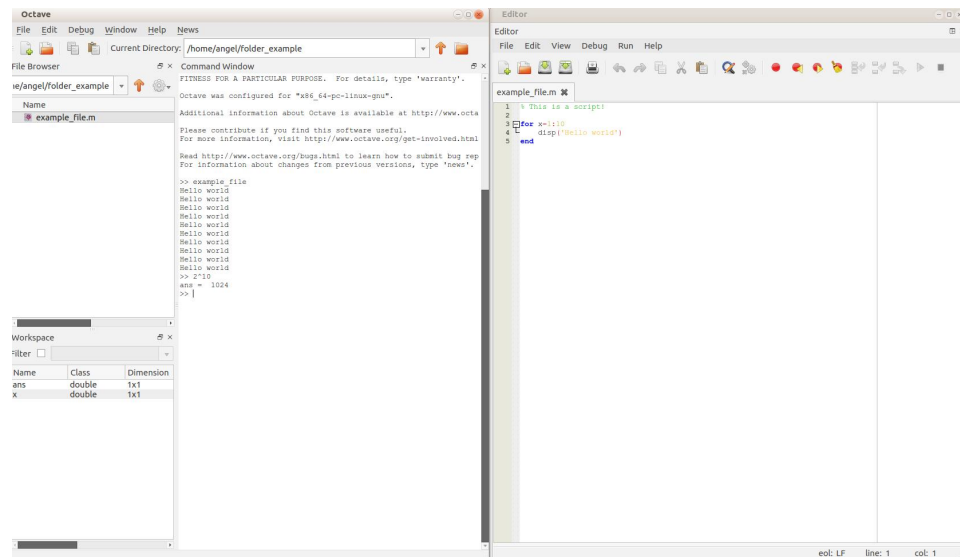 Octave
File Edit Debug Window Help News
Current Directory: /home/angel/folder_example
File Browser
ie/angel/folder_example
Name
example_file.m
Workspace
Filter
Name Class Dimension
ans double 1x1
x double 1x1
Command Window
FITNESS FOR A PARTICULAR PURPOSE. For details, type 'warranty'.
Octave was configured for "x86_64-pc-linux-gnu".
Additional information about Octave is available at http://www.octa
Please contribute if you find this software useful.
For more information, visit http://www.octave.org/get-involved.html
Read http://www.octave.org/bugs.html to learn how to submit bug rep
For information about changes from previous versions, type 'news'.
>> example_file
Hello world
Hello world
Hello world
Hello world
Hello world
Hello world
Hello world
Hello world
Hello world
Hello world
>> 2^10
ans = 1024
>>
Editor
Editor
File Edit View Debug Run Help
example_file.m
1 % This is a script!
2
3 for x=1:10
4 disp('Hello world')
5 end
eol: LF line: 1 col: 1